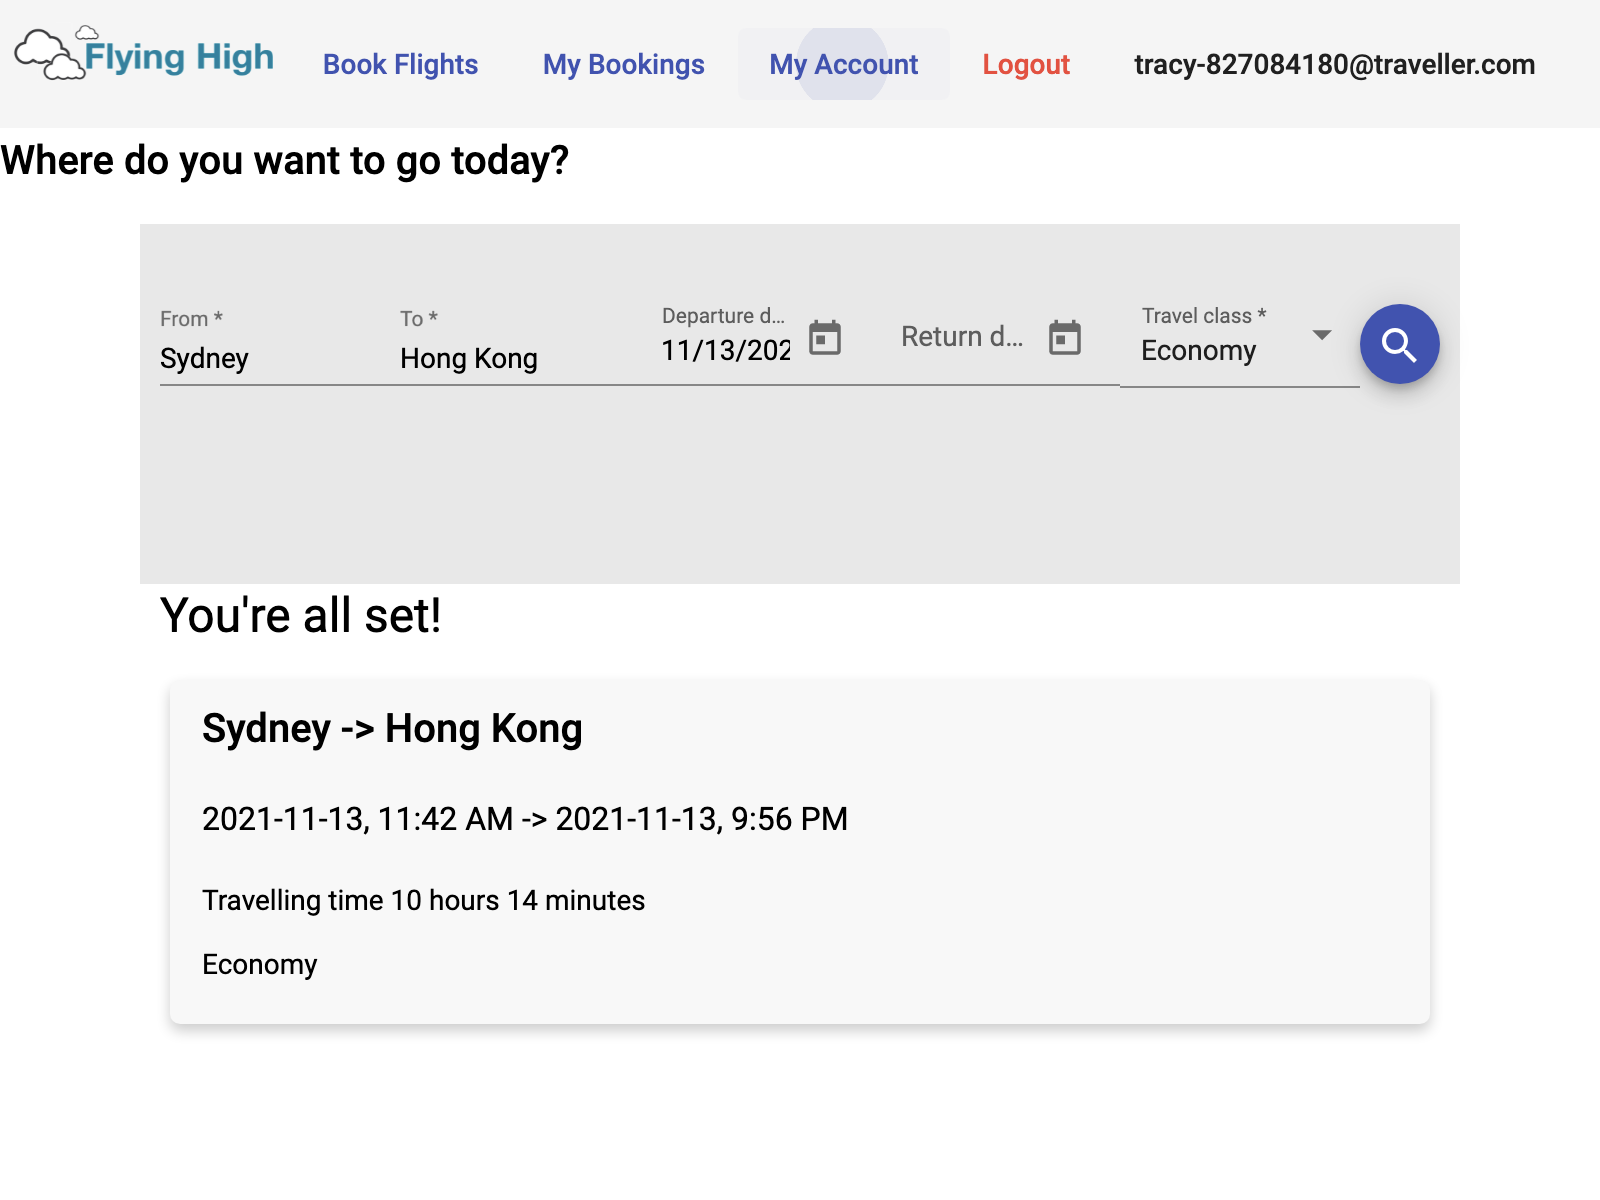 Flying High Book Flights My Bookings My Account Logout tracy-827084180@traveller.com
Where do you want to go today?
From * To * Departure d... Return d... Travel class *
Sydney Hong Kong 11/13/202 Economy
You're all set!
Sydney -> Hong Kong
2021-11-13, 11:42 AM -> 2021-11-13, 9:56 PM
Travelling time 10 hours 14 minutes
Economy